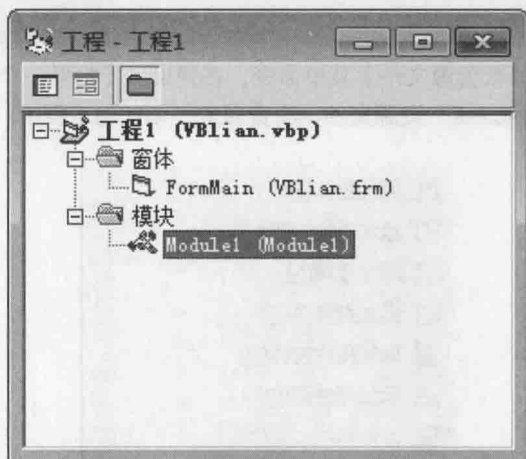 工程 - 工程1
工程1 (VBlian.vbp)
窗体
FormMain (VBlian.frm)
模块
Module1 (Module1)